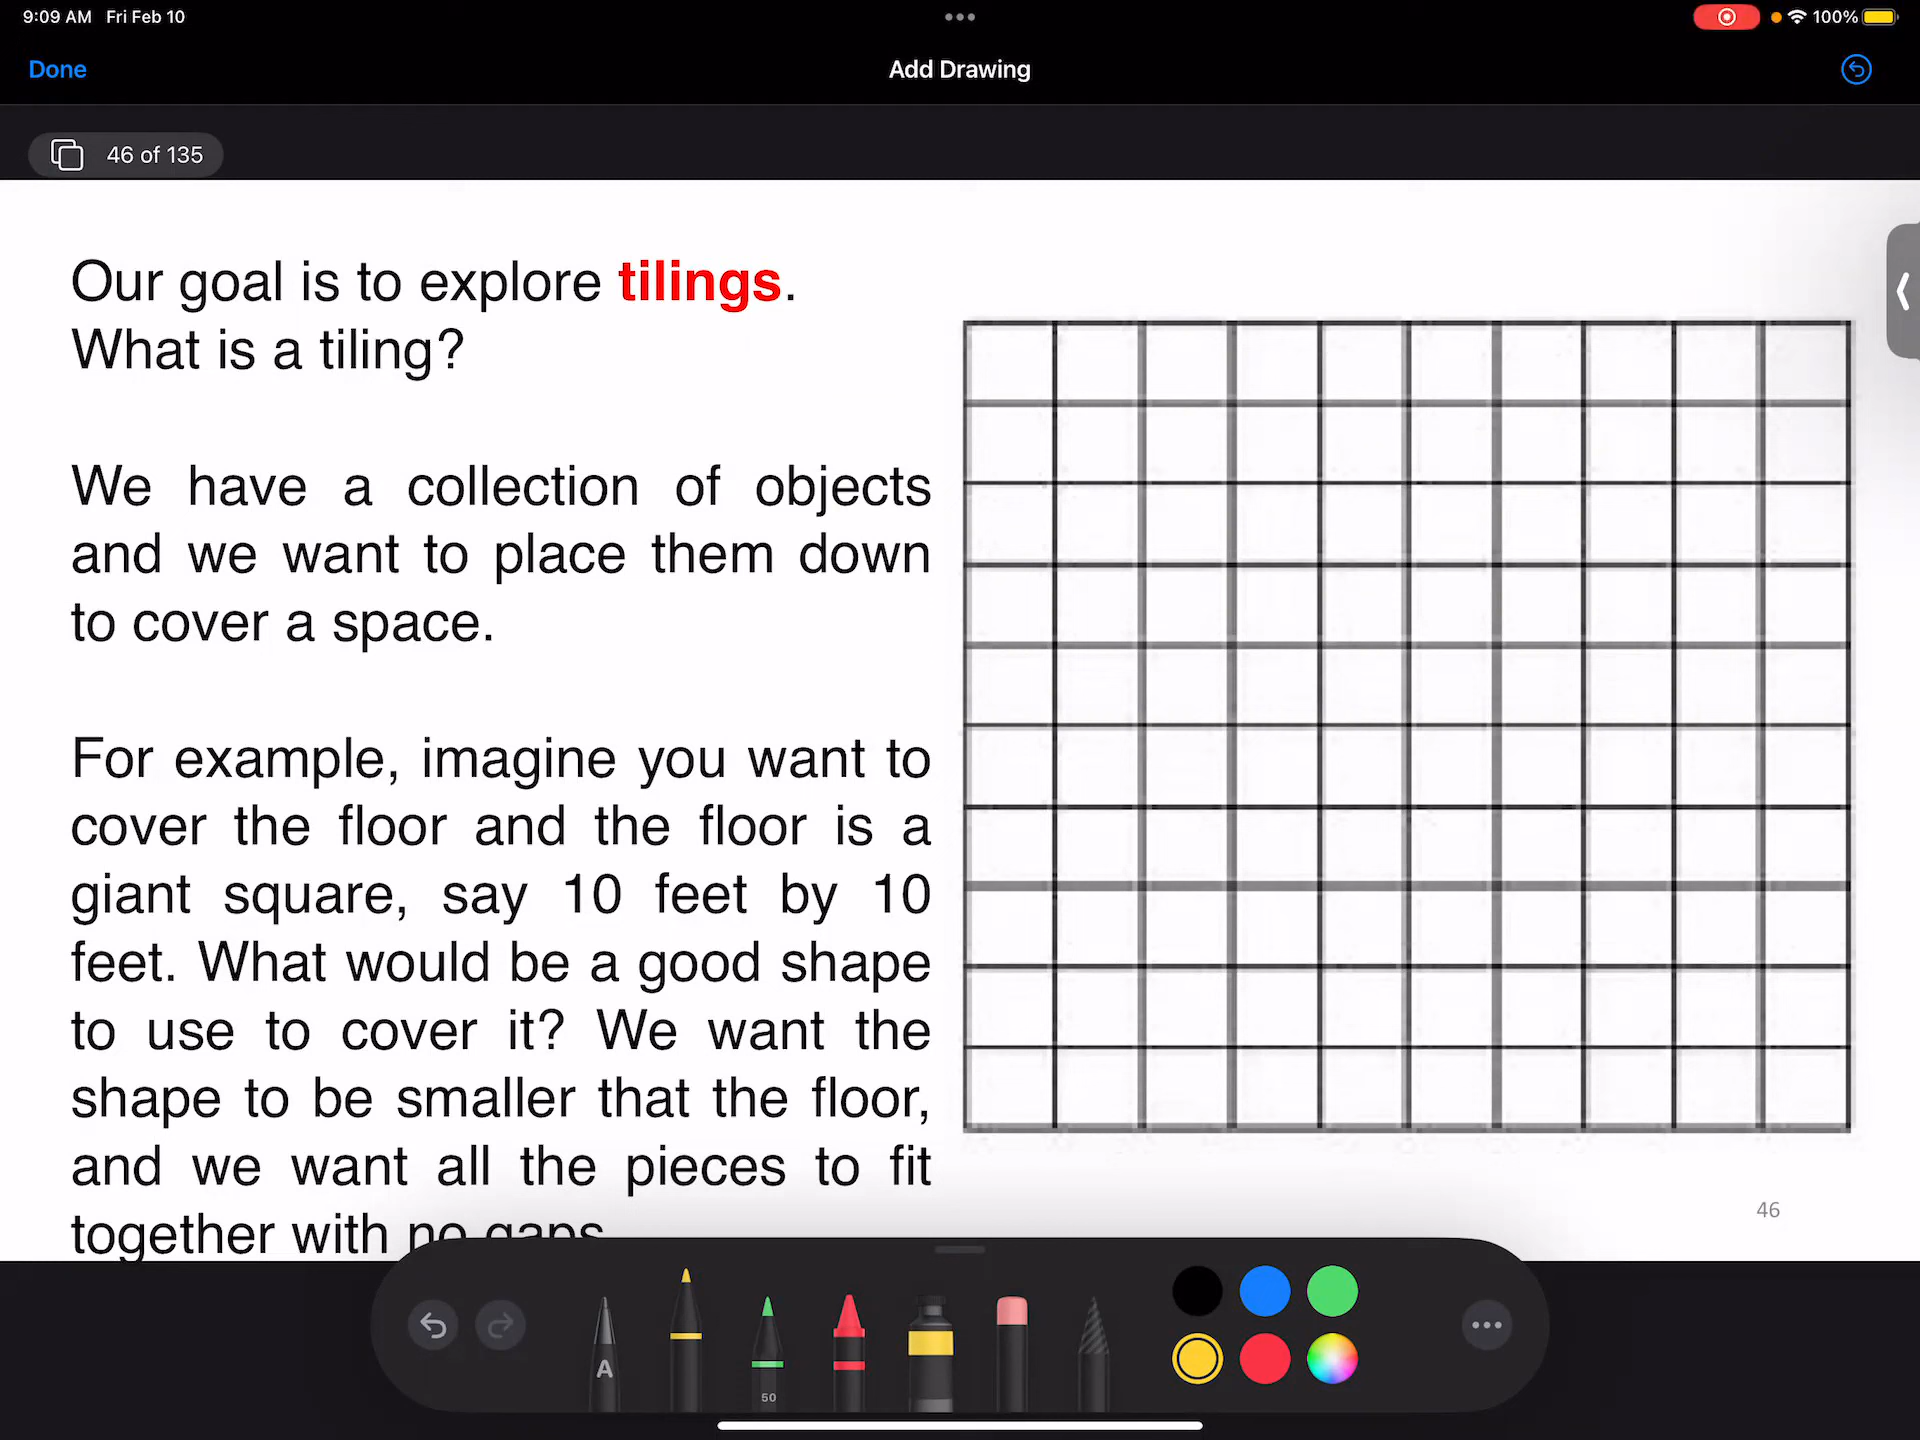 9:09 AM Fri Feb 10
100%
Done
Add Drawing
46 of 135
Our goal is to explore tilings.
What is a tiling?
We have a collection of objects
and we want to place them down
to cover a space.
For example, imagine you want to
cover the floor and the floor is a
giant square, say 10 feet by 10
feet. What would be a good shape
to use to cover it? We want the
shape to be smaller that the floor,
and we want all the pieces to fit
together with no gaps
46
A
50